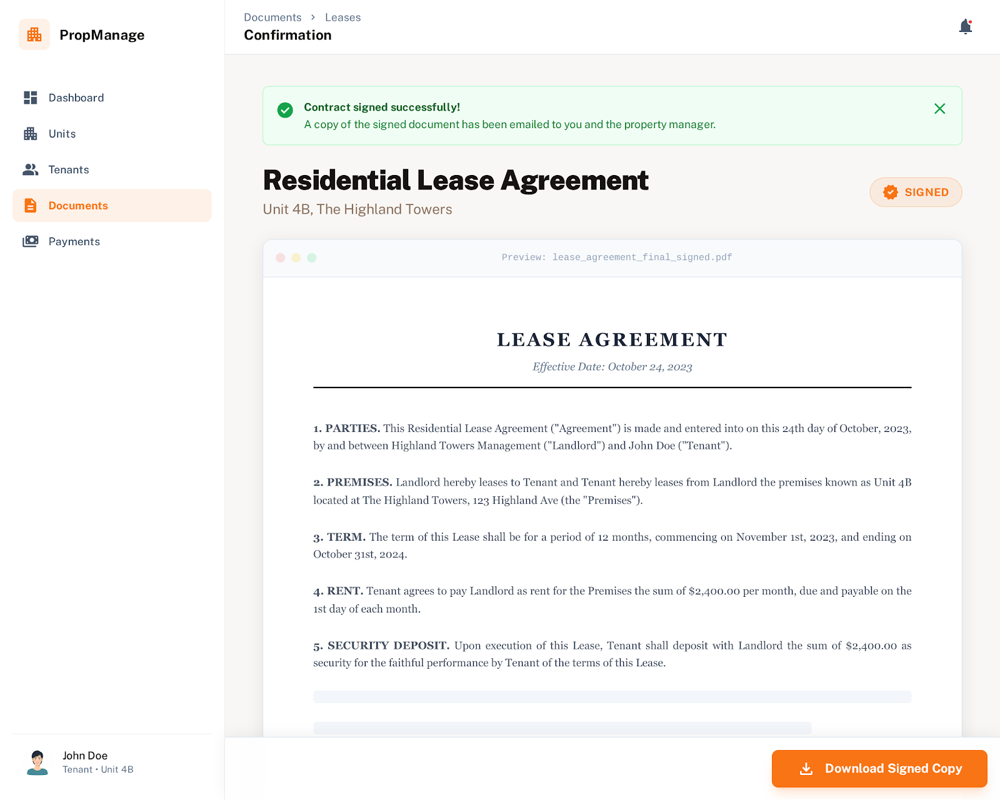 PropManage
Dashboard
Units
Tenants
Documents
Payments
John Doe
Tenant • Unit 4B
Documents > Leases
Confirmation
Contract signed successfully!
A copy of the signed document has been emailed to you and the property manager.
Residential Lease Agreement
Unit 4B, The Highland Towers
SIGNED
Preview: lease_agreement_final_signed.pdf
LEASE AGREEMENT
Effective Date: October 24, 2023
1. PARTIES. This Residential Lease Agreement ("Agreement") is made and entered into on this 24th day of October, 2023,
by and between Highland Towers Management ("Landlord") and John Doe ("Tenant").
2. PREMISES. Landlord hereby leases to Tenant and Tenant hereby leases from Landlord the premises known as Unit 4B
located at The Highland Towers, 123 Highland Ave (the "Premises").
3. TERM. The term of this Lease shall be for a period of 12 months, commencing on November 1st, 2023, and ending on
October 31st, 2024.
4. RENT. Tenant agrees to pay Landlord as rent for the Premises the sum of $2,400.00 per month, due and payable on the
1st day of each month.
5. SECURITY DEPOSIT. Upon execution of this Lease, Tenant shall deposit with Landlord the sum of $2,400.00 as
security for the faithful performance by Tenant of the terms of this Lease.
Download Signed Copy